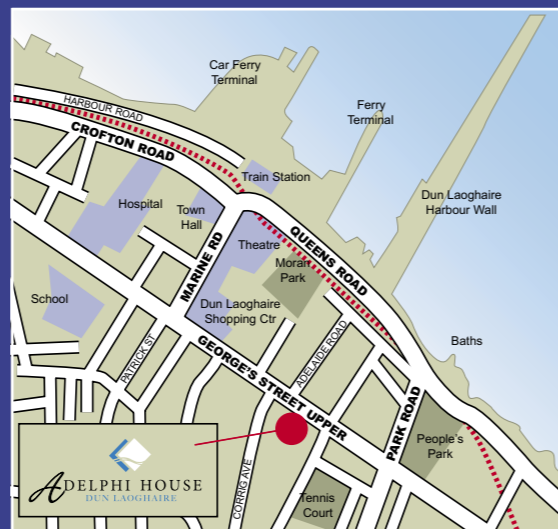 Car Ferry
Terminal
Ferry
Terminal
HARBOUR ROAD
CROFTON ROAD
Train Station
Dun Laoghaire
Harbour Wall
Hospital
Town
Hall
MARINE RD
Theatre
QUEENS ROAD
Moran
Park
School
Dun Laoghaire
Shopping Ctr
PATRICK ST
GEORGE'S STREET UPPER
ADELAIDE ROAD
Baths
PARK ROAD
People's
Park
CORRIG AVE
Tennis
Court
ADELPHI HOUSE
DUN LAOGHAIRE